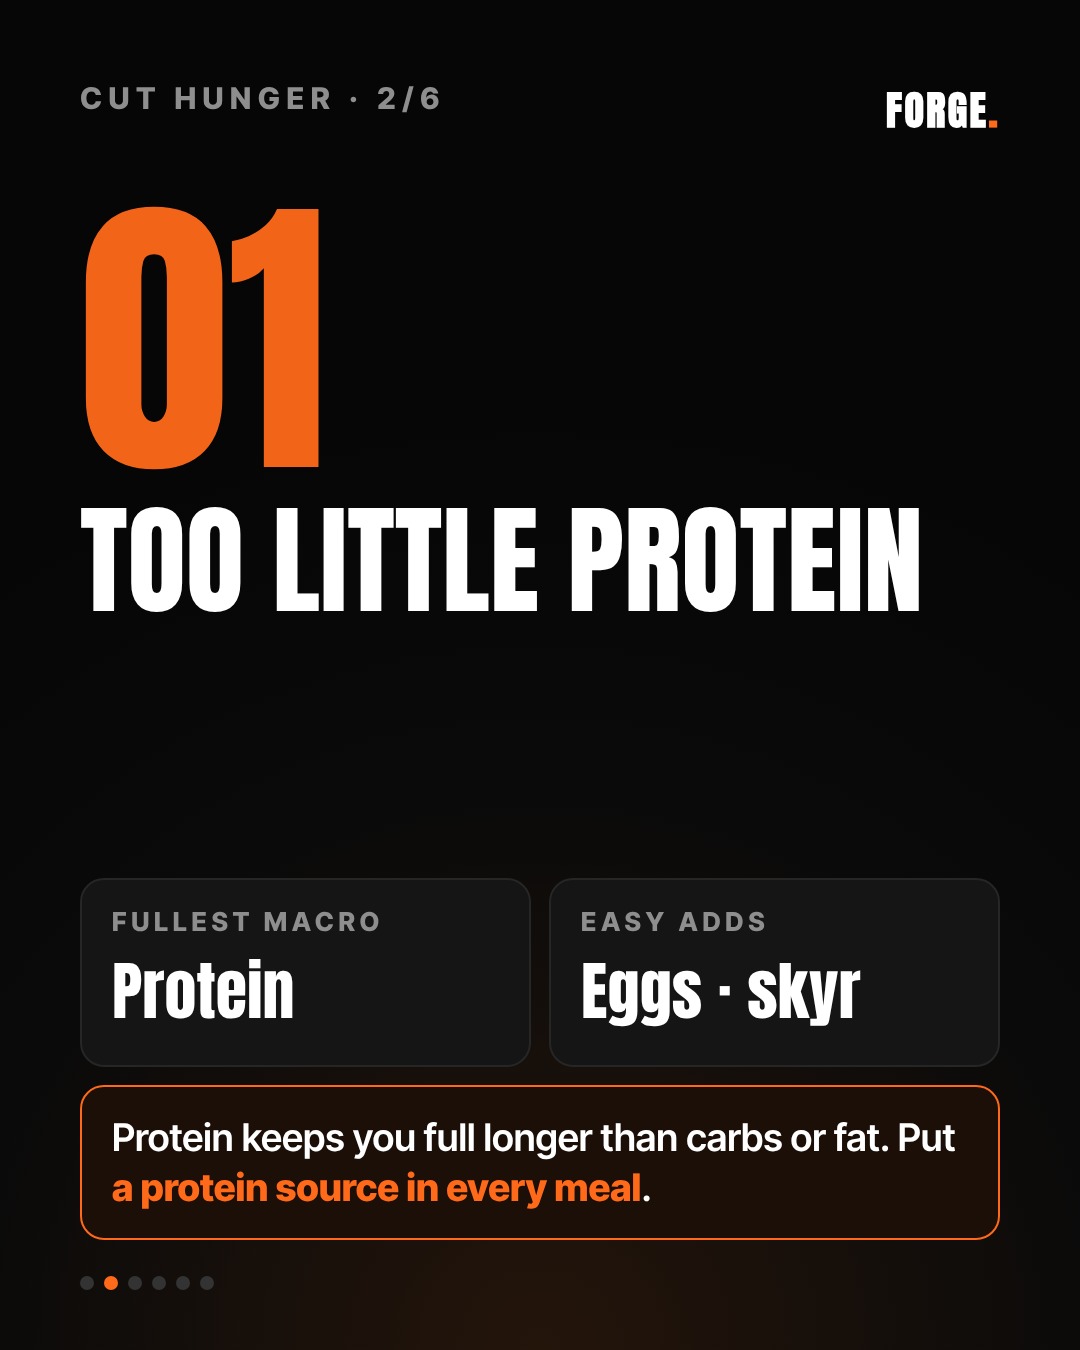 CUT HUNGER · 2/6
FORGE.
01
TOO LITTLE PROTEIN
FULLEST MACRO
Protein
EASY ADDS
Eggs · skyr
Protein keeps you full longer than carbs or fat. Put
a protein source in every meal.